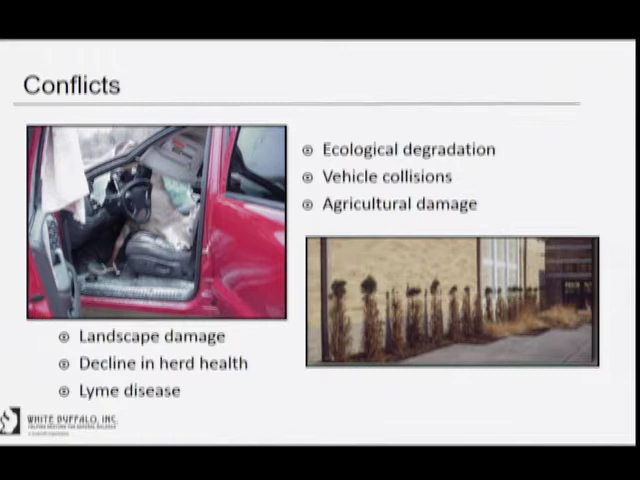 Conflicts
Ecological degradation
Vehicle collisions
Agricultural damage
Landscape damage
Decline in herd health
Lyme disease
WHITE BUFFALO, INC.